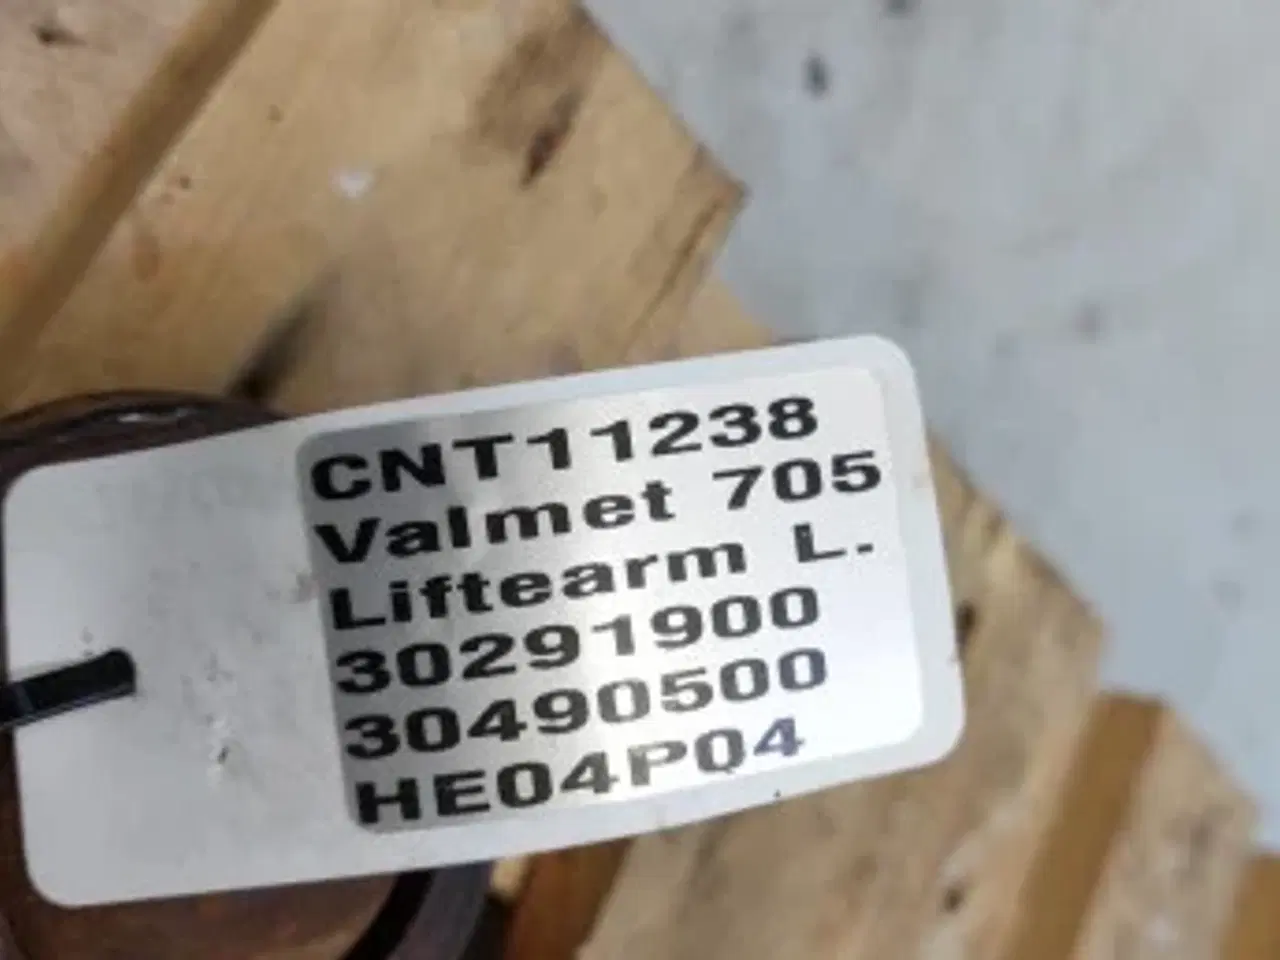 CNT11238
Valmet 705
Liftearm L.
30291900
30490500
HE04P04